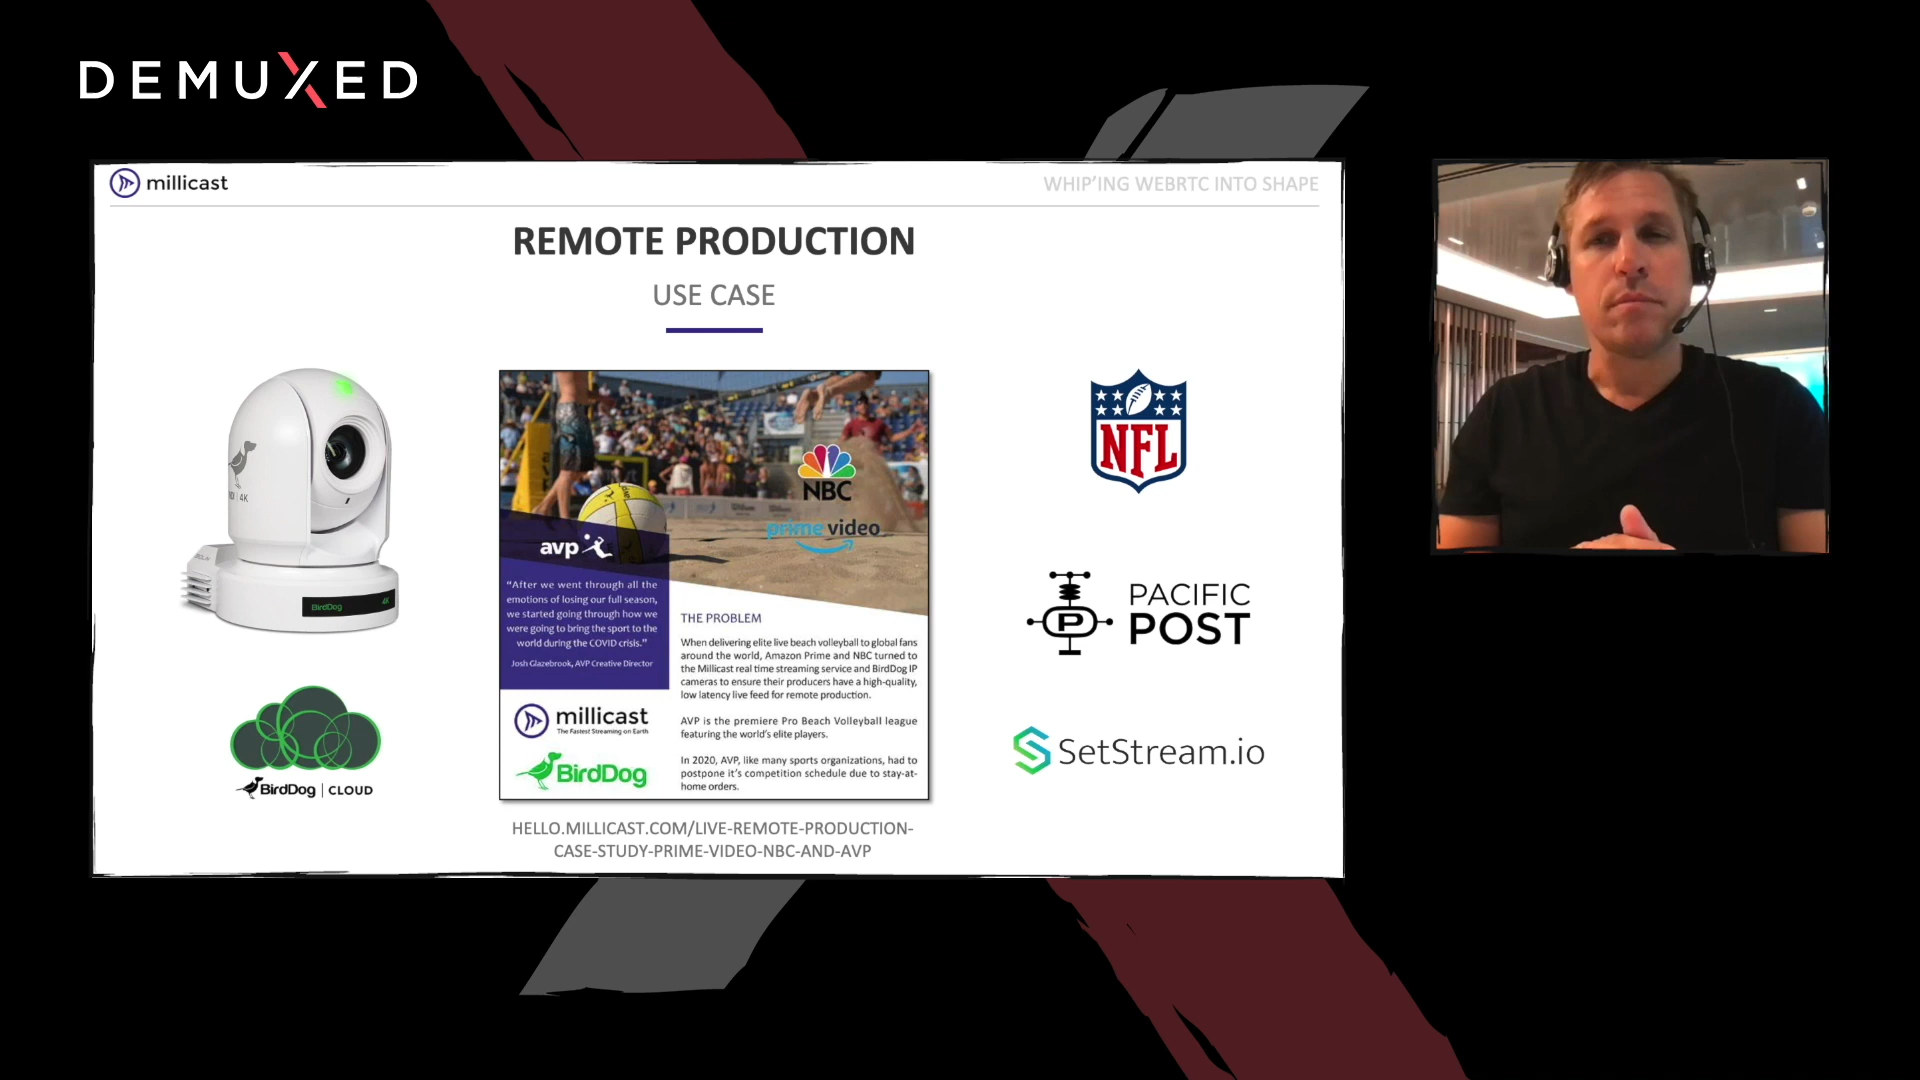 DEMUXED
millicast
WHIP'ING WEBRTC INTO SHAPE
REMOTE PRODUCTION
USE CASE
4K
BirdDog
4K
BirdDog | CLOUD
NBC
prime video
avp
“After we went through all the
emotions of losing our full season,
we started going through how we
were going to bring the sport to the
world during the COVID crisis.”
Josh Glazebrook, AVP Creative Director
millicast
The Fastest Streaming on Earth
BirdDog
THE PROBLEM
When delivering elite live beach volleyball to global fans
around the world, Amazon Prime and NBC turned to
the Millicast real time streaming service and BirdDog IP
cameras to ensure their producers have a high-quality,
low latency live feed for remote production.
AVP is the premiere Pro Beach Volleyball league
featuring the world's elite players.
In 2020, AVP, like many sports organizations, had to
postpone it's competition schedule due to stay-at-
home orders.
HELLO.MILLICAST.COM/LIVE-REMOTE-PRODUCTION-
CASE-STUDY-PRIME-VIDEO-NBC-AND-AVP
NFL
P
PACIFIC
POST
SetStream.io